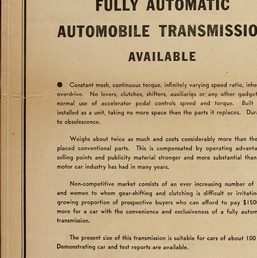 FULLY AUTOMATIC
AUTOMOBILE TRANSMISSIO
AVAILABLE
● Constant mesh, continuous torque, infinitely varying speed ratio, inhe
overdrive. No levers, clutches, shifters, auxiliaries or any other gadget
normal use of accelerator pedal controls speed and torque. Built
installed as a unit, taking no more space than the parts it replaces. Dura
to obsolescence.
Weighs about twice as much and costs considerably more than the
placed conventional parts. This is compensated by operating advanta
selling points and publicity material stronger and more substantial than
motor car industry has had in many years.
Non-competitive market consists of an ever increasing number of
and women to whom gear-shifting and clutching is difficult or irritatin
growing proportion of prospective buyers who can afford to pay $150
more for a car with the convenience and exclusiveness of a fully autom
transmission.
The present size of this transmission is suitable for cars of about 100
Demonstrating car and test reports are available.